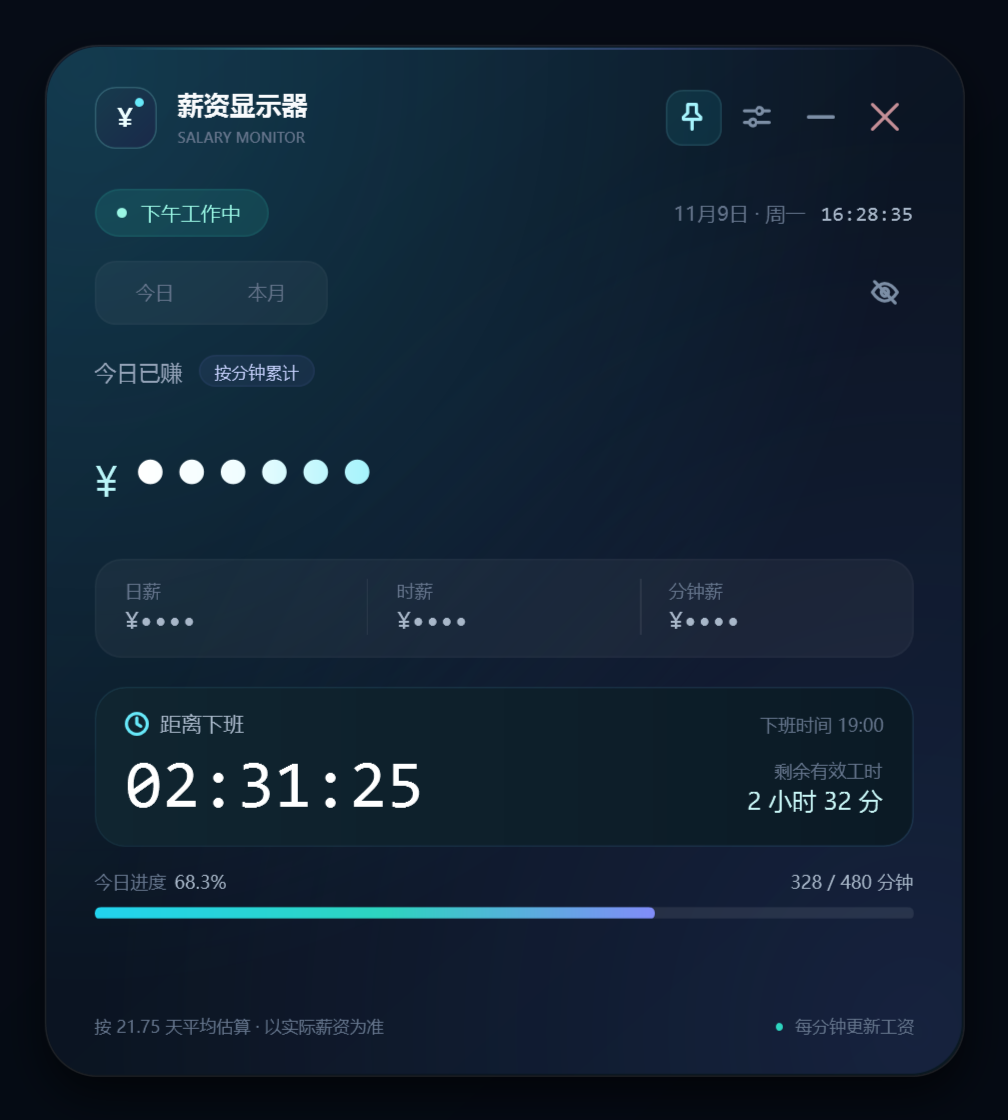 ¥
薪资显示器
SALARY MONITOR
下午工作中
11月9日 · 周一 16:28:35
今日 本月
今日已赚 按分钟累计
¥ ●●●●●●
日薪 时薪 分钟薪
¥•••• ¥•••• ¥••••
距离下班 下班时间 19:00
02:31:25
剩余有效工时
2 小时 32 分
今日进度 68.3% 328 / 480 分钟
按 21.75 天平均估算 · 以实际薪资为准 每分钟更新工资